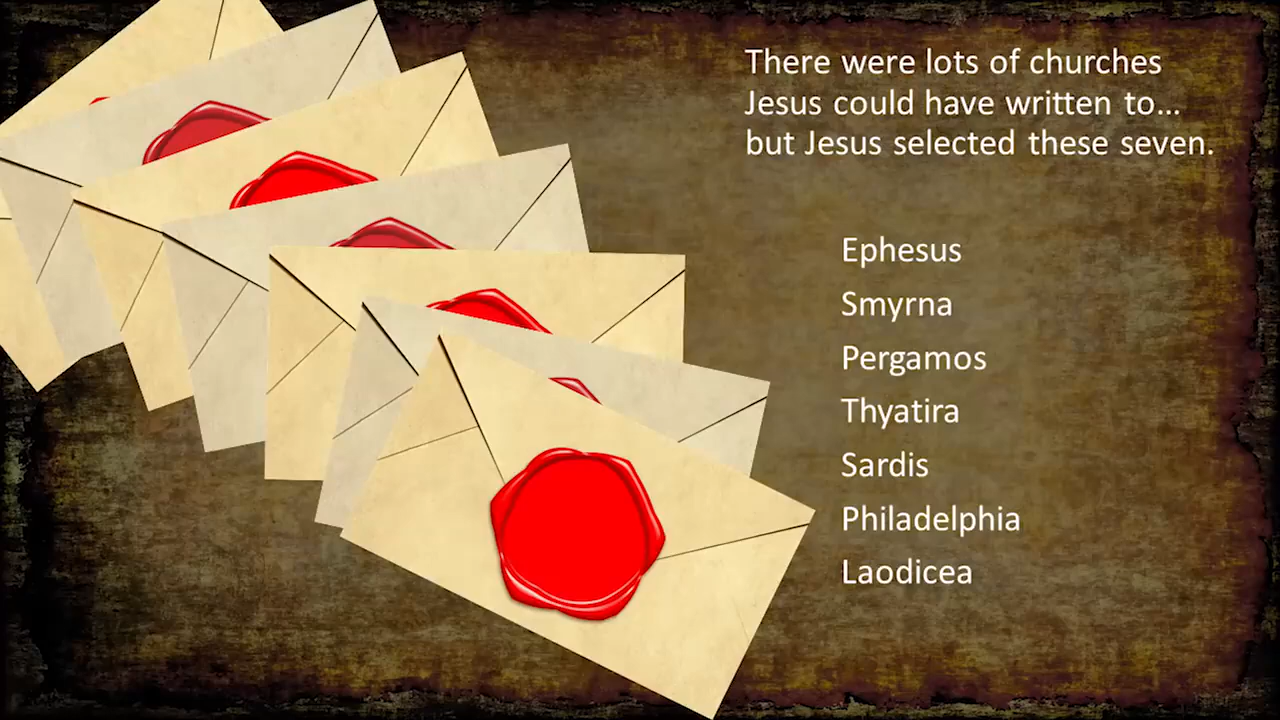 There were lots of churches
Jesus could have written to...
but Jesus selected these seven.
Ephesus
Smyrna
Pergamos
Thyatira
Sardis
Philadelphia
Laodicea